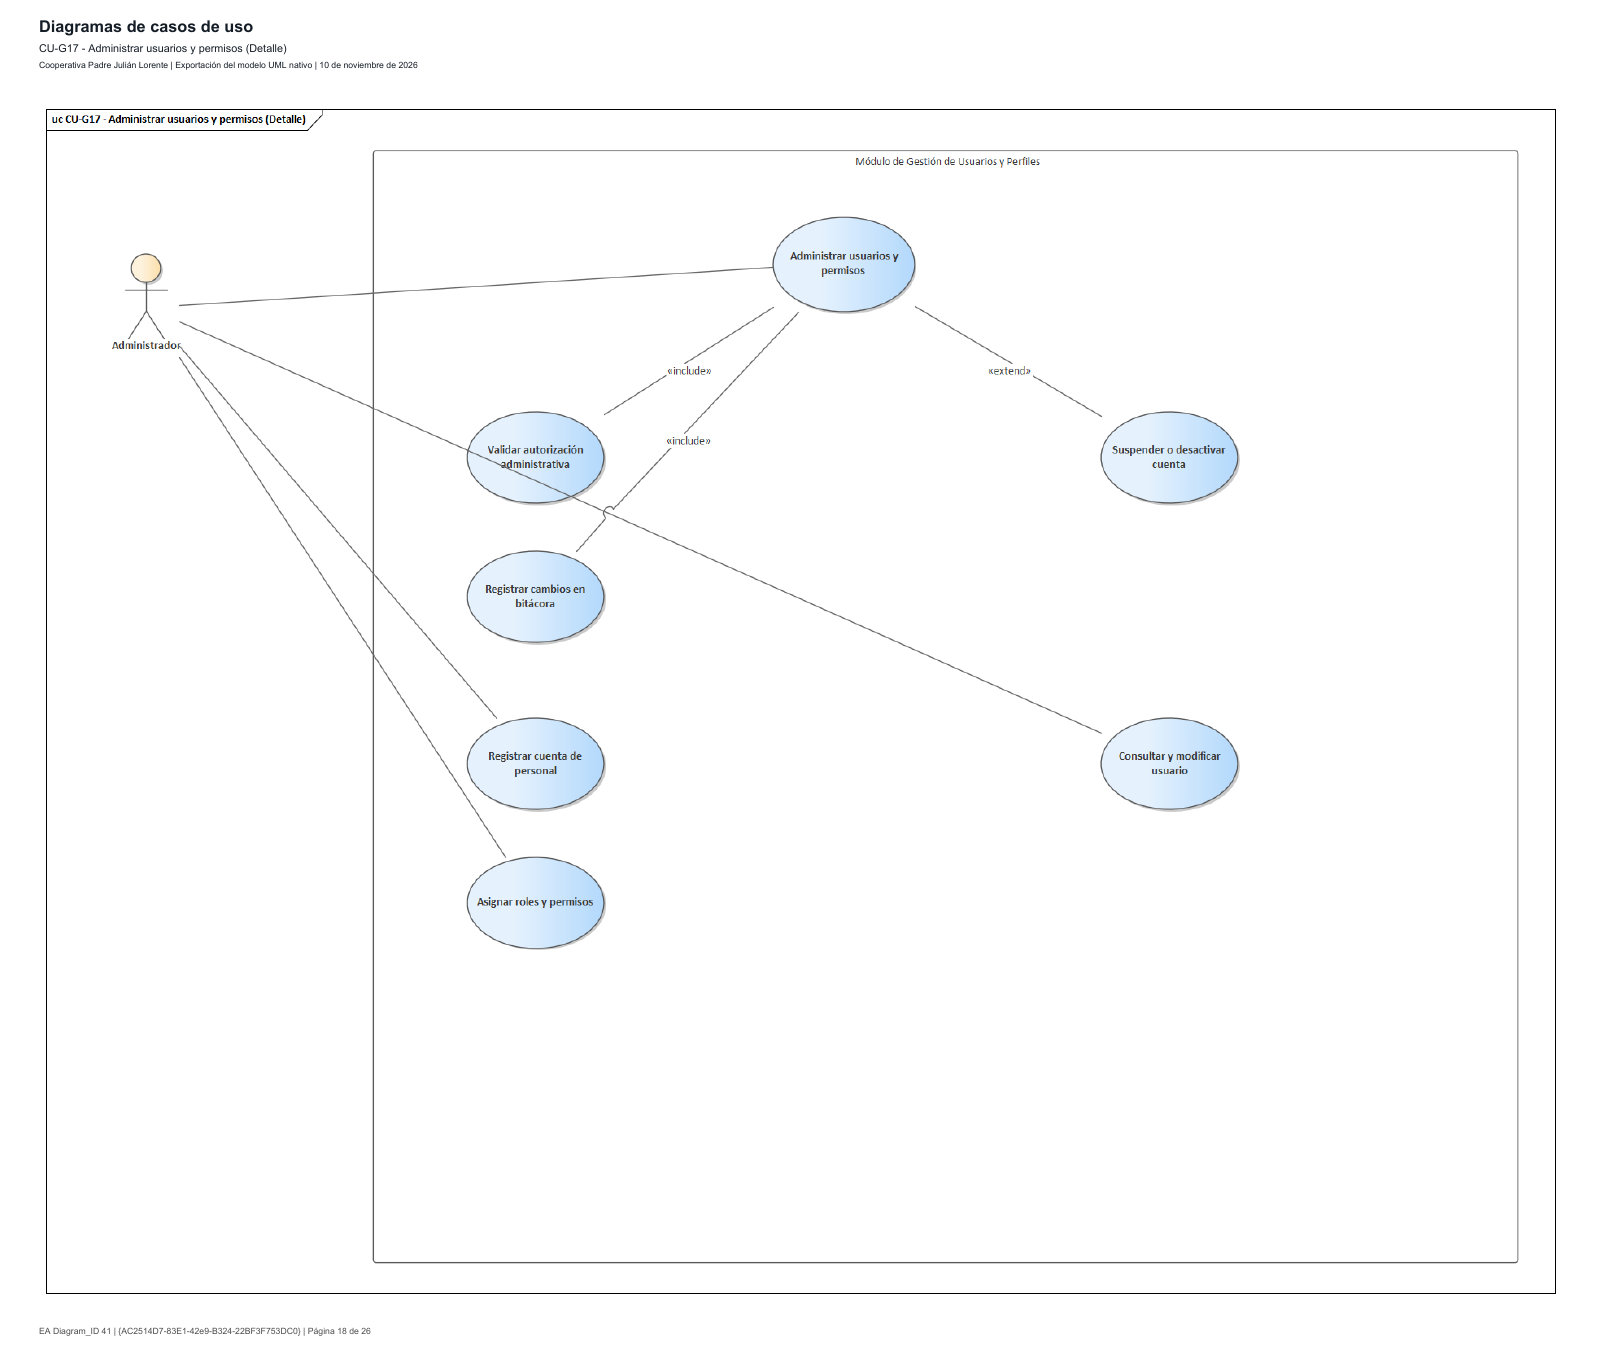 Diagramas de casos de uso
CU-G17 - Administrar usuarios y permisos (Detalle)
Cooperativa Padre Julián Lorente | Exportación del modelo UML nativo | 10 de noviembre de 2026
uc CU-G17 - Administrar usuarios y permisos (Detalle)
Módulo de Gestión de Usuarios y Perfiles
Administrar usuarios y
permisos
Administrador
«include»
«extend»
«include»
Validar autorización
administrativa
Suspender o desactivar
cuenta
Registrar cambios en
bitácora
Registrar cuenta de
personal
Consultar y modificar
usuario
Asignar roles y permisos
EA Diagram_ID 41 | {AC2514D7-83E1-42e9-B324-22BF3F753DC0} | Página 18 de 26